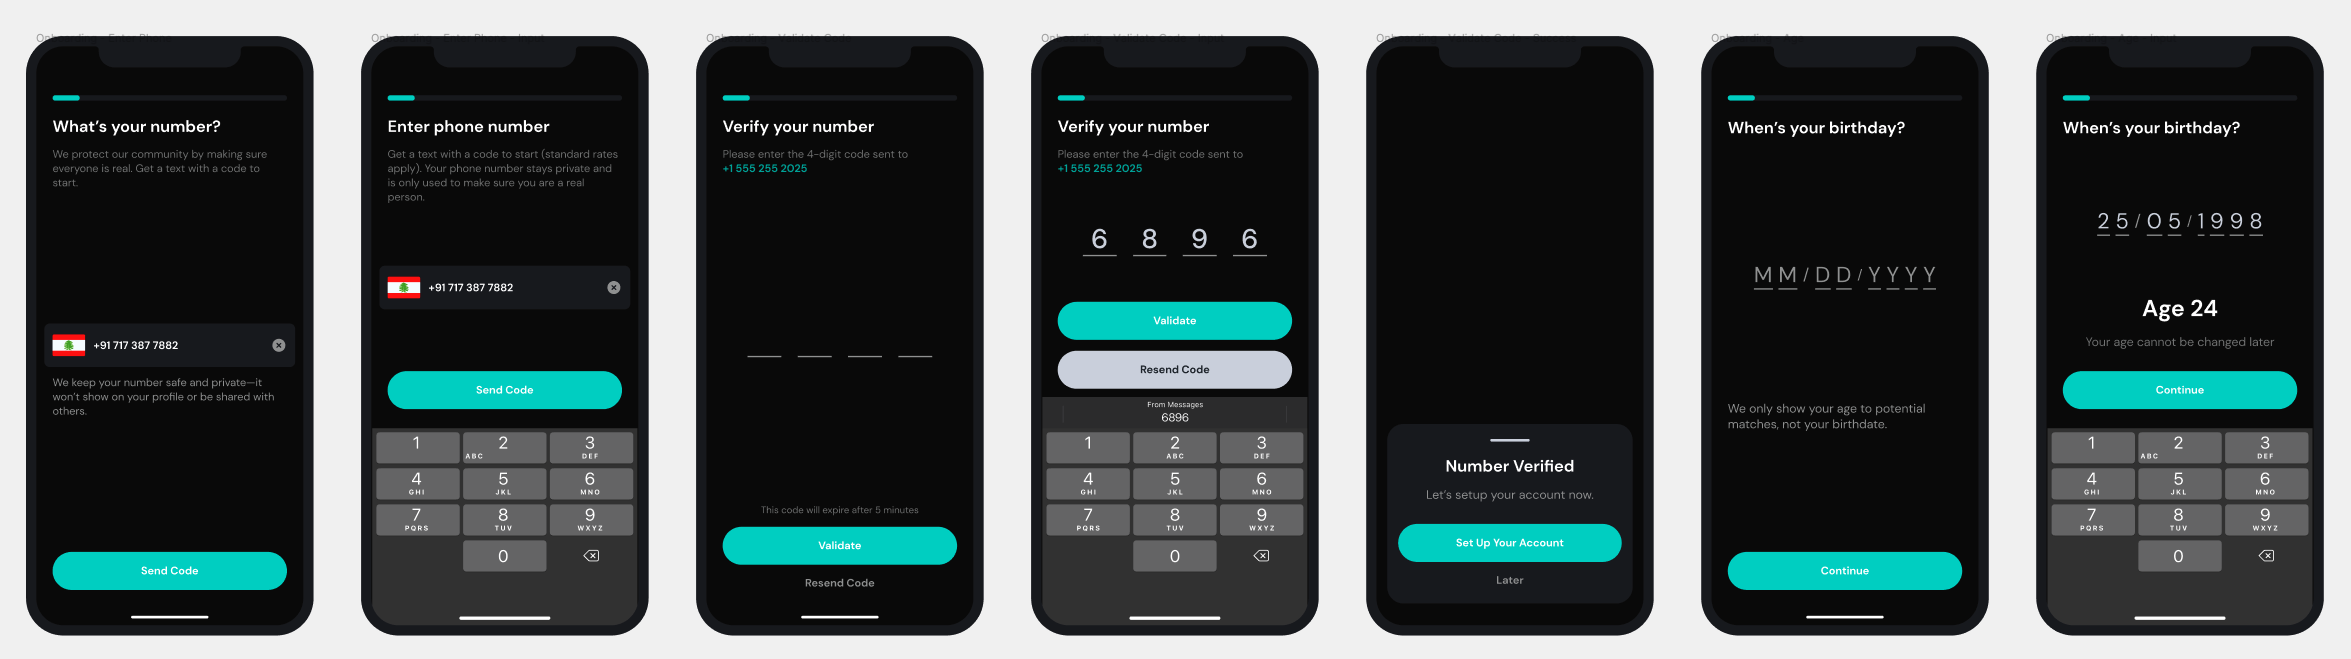 What's your number?
We protect our community by making sure
everyone is real. Get a text with a code to
start.
+91 717 387 7882
We keep your number safe and private—it
won't show on your profile or be shared with
others.
Send Code
Enter phone number
Get a text with a code to start (standard rates
apply). Your phone number stays private and
is only used to make sure you are a real
person.
+91 717 387 7882
Send Code
1
2
ABC
3
DEF
4
GHI
5
JKL
6
MNO
7
PQRS
8
TUV
9
WXYZ
0
Verify your number
Please enter the 4-digit code sent to
+1 555 255 2025
This code will expire after 5 minutes
Validate
Resend Code
Verify your number
Please enter the 4-digit code sent to
+1 555 255 2025
6 8 9 6
Validate
Resend Code
From Messages
6896
1
2
ABC
3
DEF
4
GHI
5
JKL
6
MNO
7
PQRS
8
TUV
9
WXYZ
0
Number Verified
Let's setup your account now.
Set Up Your Account
Later
When's your birthday?
MM/DD/YYYY
We only show your age to potential
matches, not your birthdate.
Continue
When's your birthday?
25/05/1998
Age 24
Your age cannot be changed later
Continue
1
2
ABC
3
DEF
4
GHI
5
JKL
6
MNO
7
PQRS
8
TUV
9
WXYZ
0